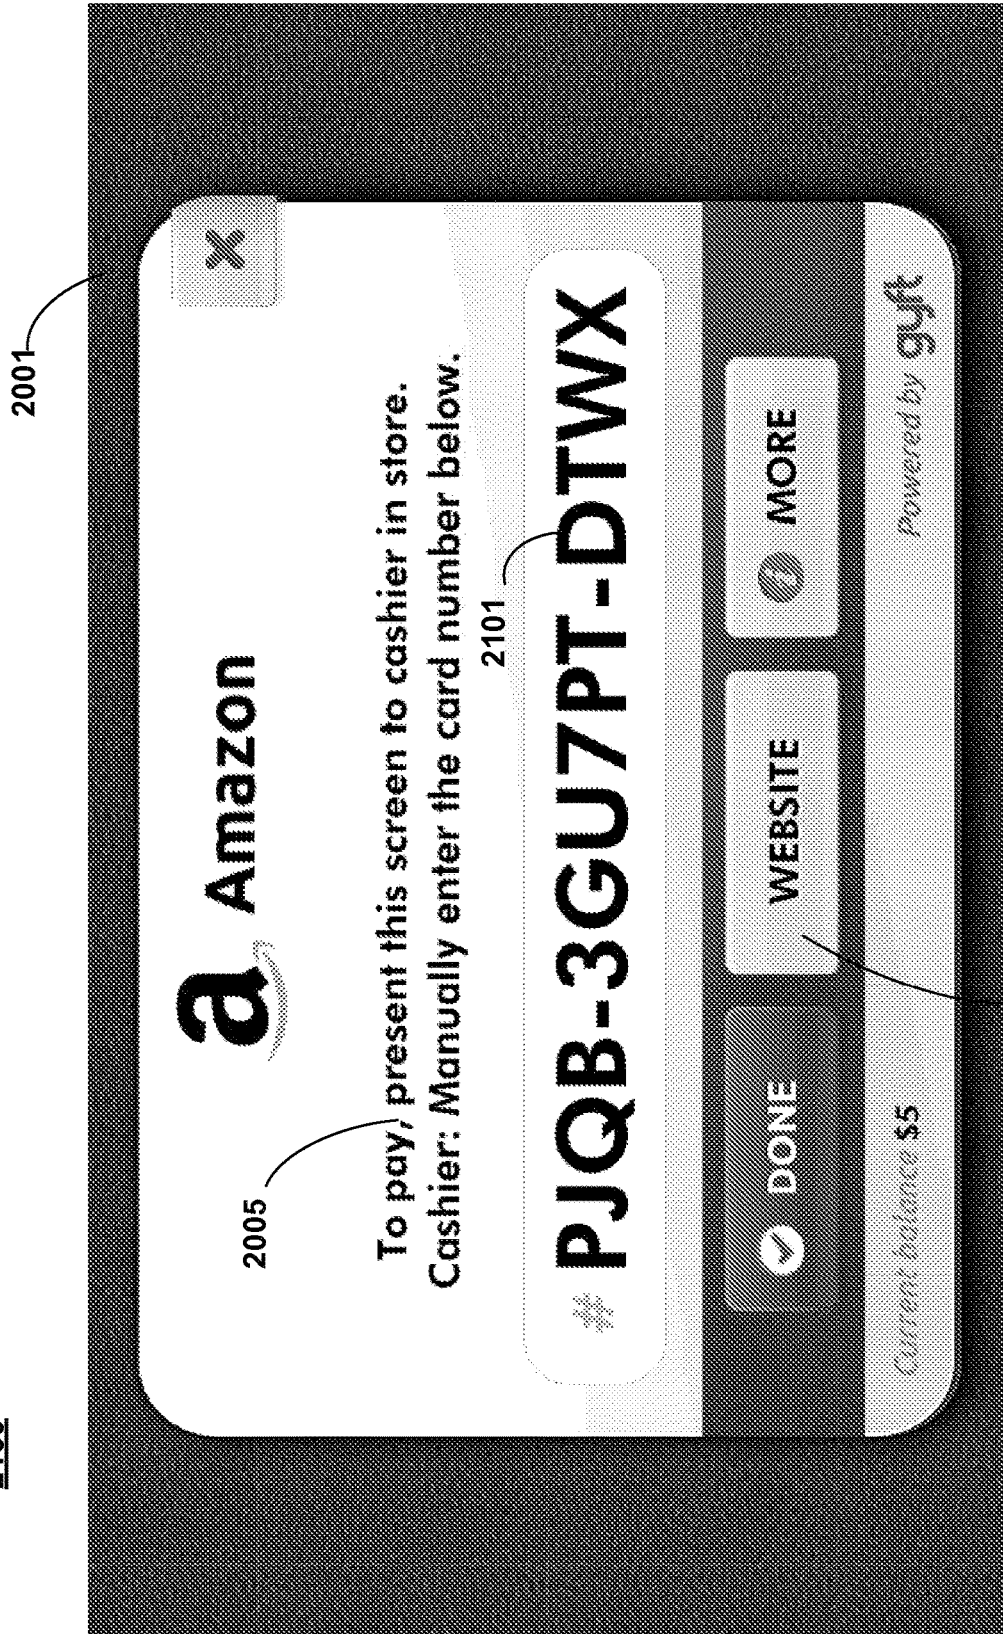 2001
a Amazon
2005
To pay, present this screen to cashier in store.
Cashier: Manually enter the card number below.
2101
# PJQB-3GU7PT-DTWX
DONE
WEBSITE
i MORE
Current balance $5
Powered by gyft